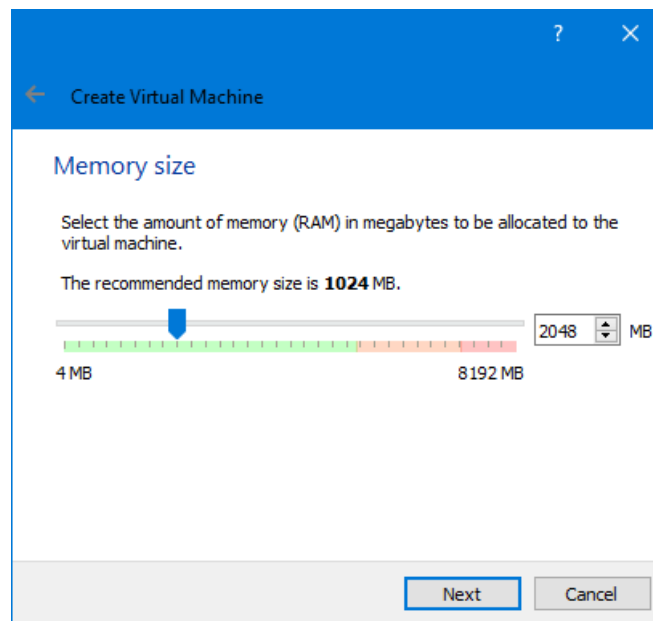 ?
Create Virtual Machine
Memory size
Select the amount of memory (RAM) in megabytes to be allocated to the
virtual machine.
The recommended memory size is 1024 MB.
2048 MB
4 MB 8192 MB
Next Cancel